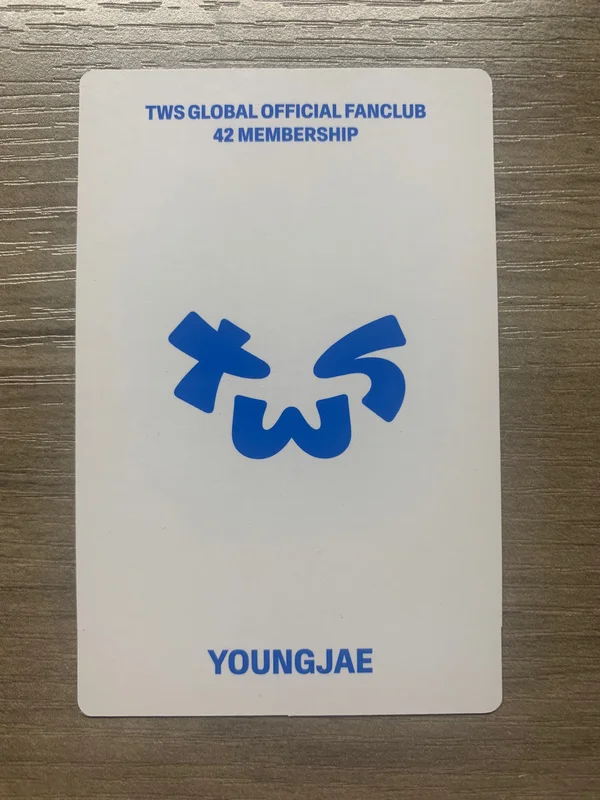 TWS GLOBAL OFFICIAL FANCLUB
42 MEMBERSHIP
tws
YOUNGJAE